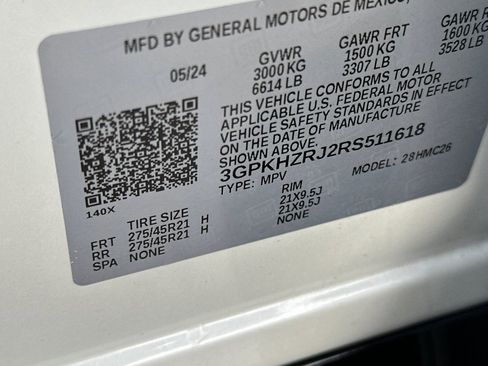 MFD BY GENERAL MOTORS DE MEXICO,
05/24 GVWR GAWR FRT GAWR R
3000 KG 1500 KG 1600 KG
6614 LB 3307 LB 3528 LB
THIS VEHICLE CONFORMS TO ALL
APPLICABLE U.S. FEDERAL MOTOR
VEHICLE SAFETY STANDARDS IN EFFECT
ON THE DATE OF MANUFACTURE
SHOWN ABOVE.
3GPKHZRJ2RS511618
TYPE: MPV MODEL: 28HMC26
140X
TIRE SIZE RIM
FRT 275/45R21 H 21X9.5J
RR 275/45R21 H 21X9.5J
SPA NONE NONE